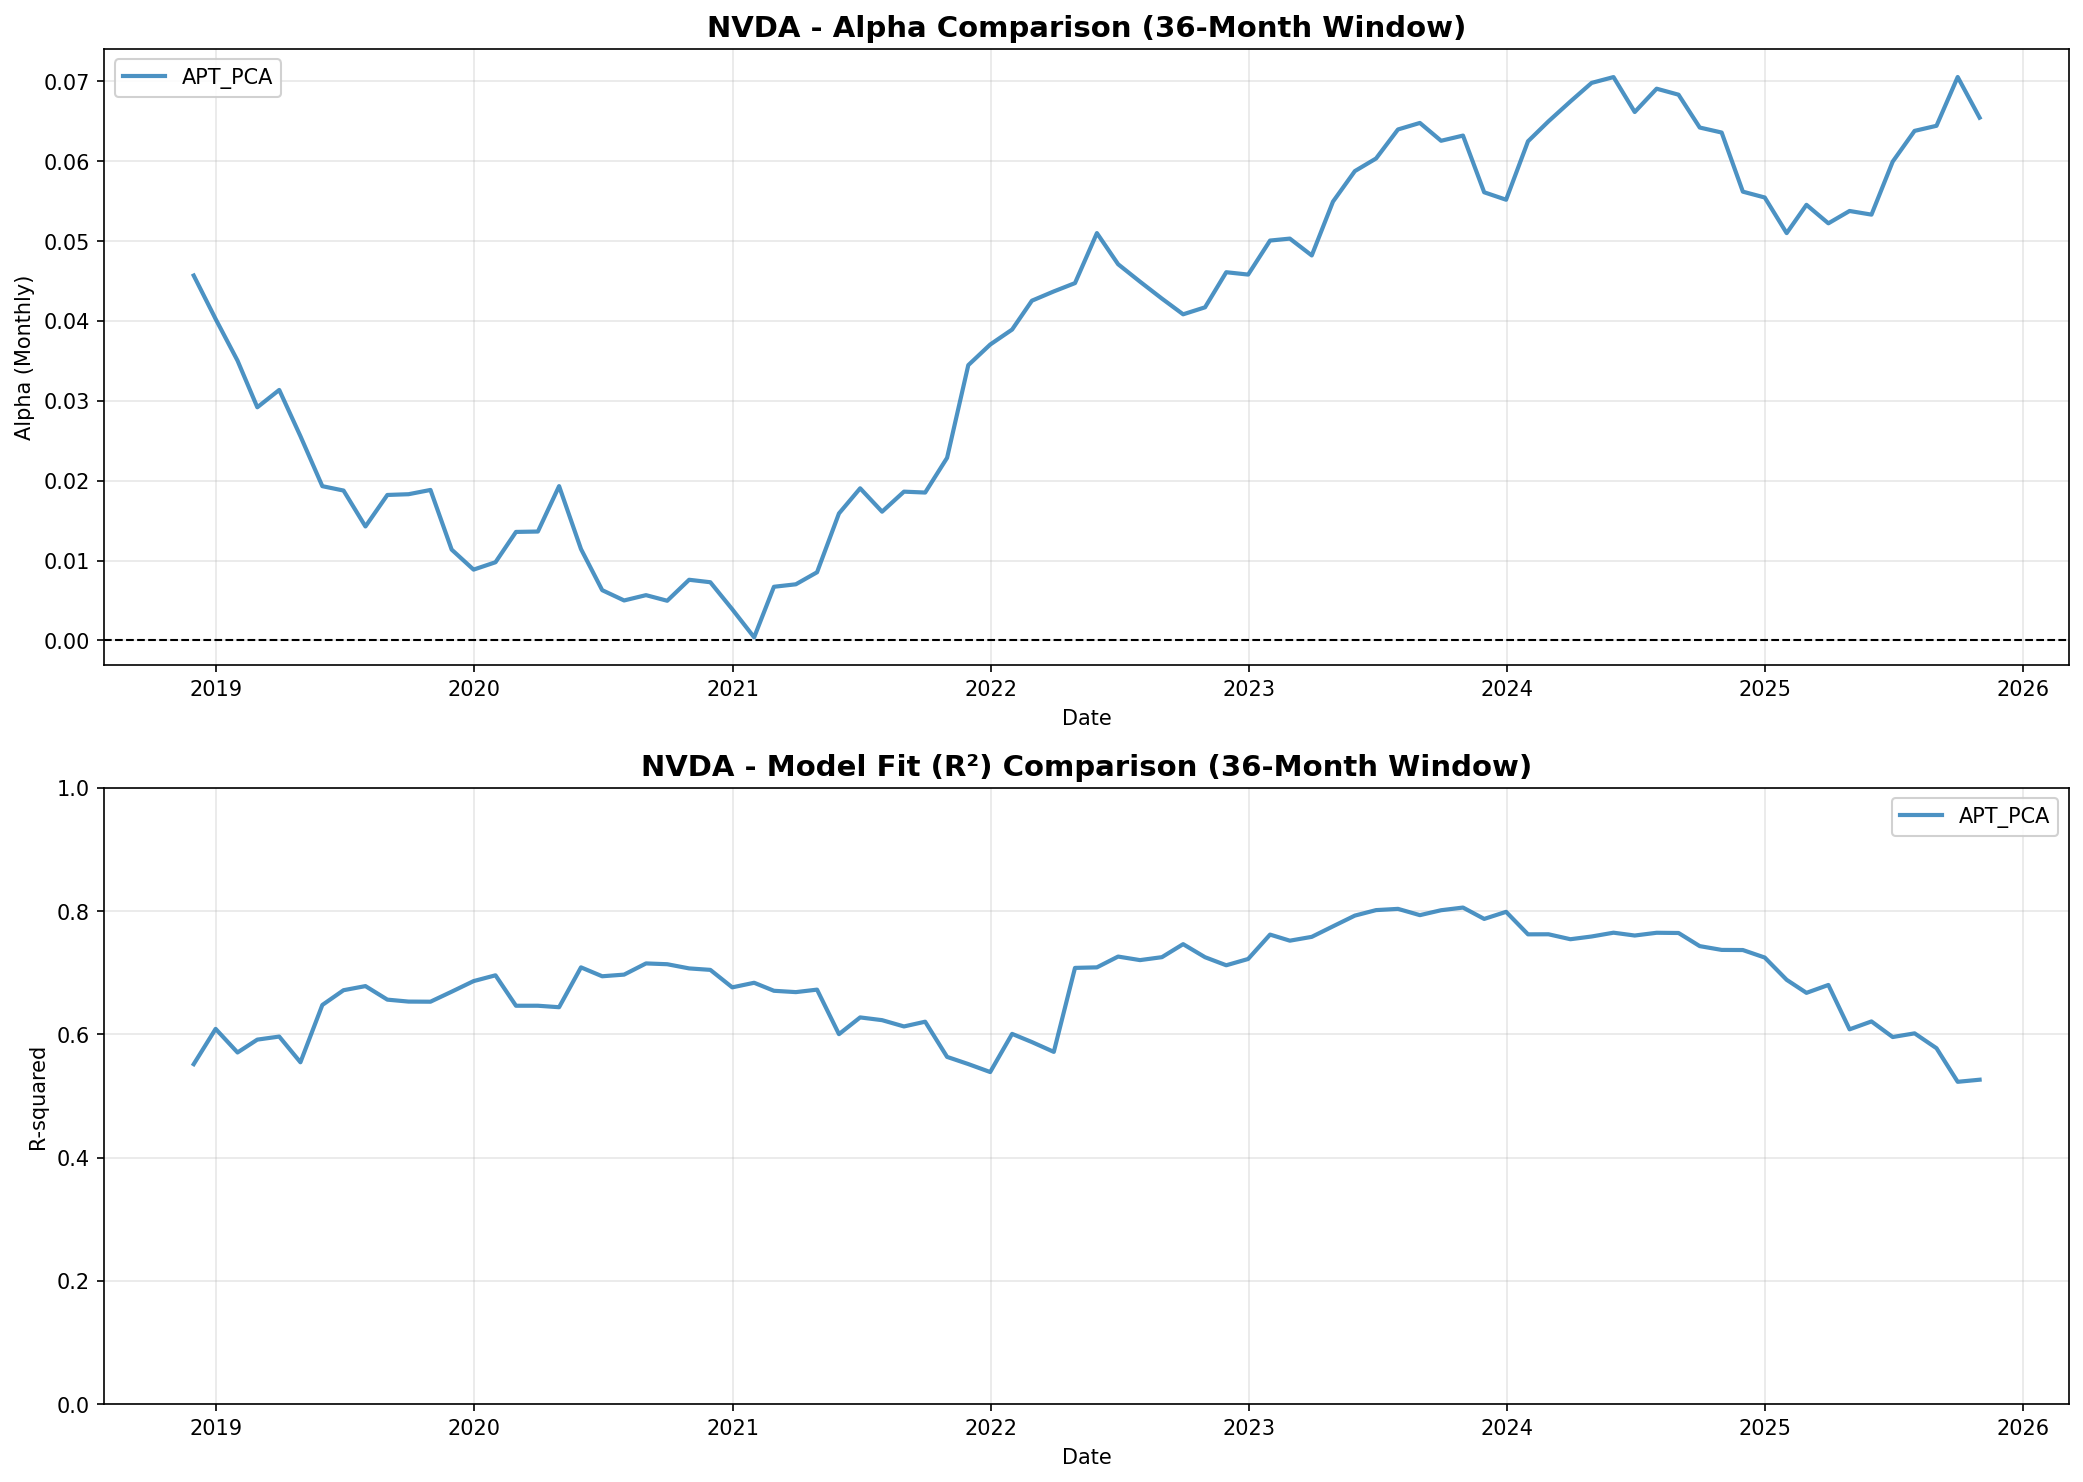 NVDA - Alpha Comparison (36-Month Window)
APT_PCA
0.07
0.06
0.05
0.04
0.03
0.02
0.01
0.00
Alpha (Monthly)
2019 2020 2021 2022 2023 2024 2025 2026
Date
NVDA - Model Fit (R²) Comparison (36-Month Window)
APT_PCA
1.0
0.8
0.6
0.4
0.2
0.0
R-squared
2019 2020 2021 2022 2023 2024 2025 2026
Date